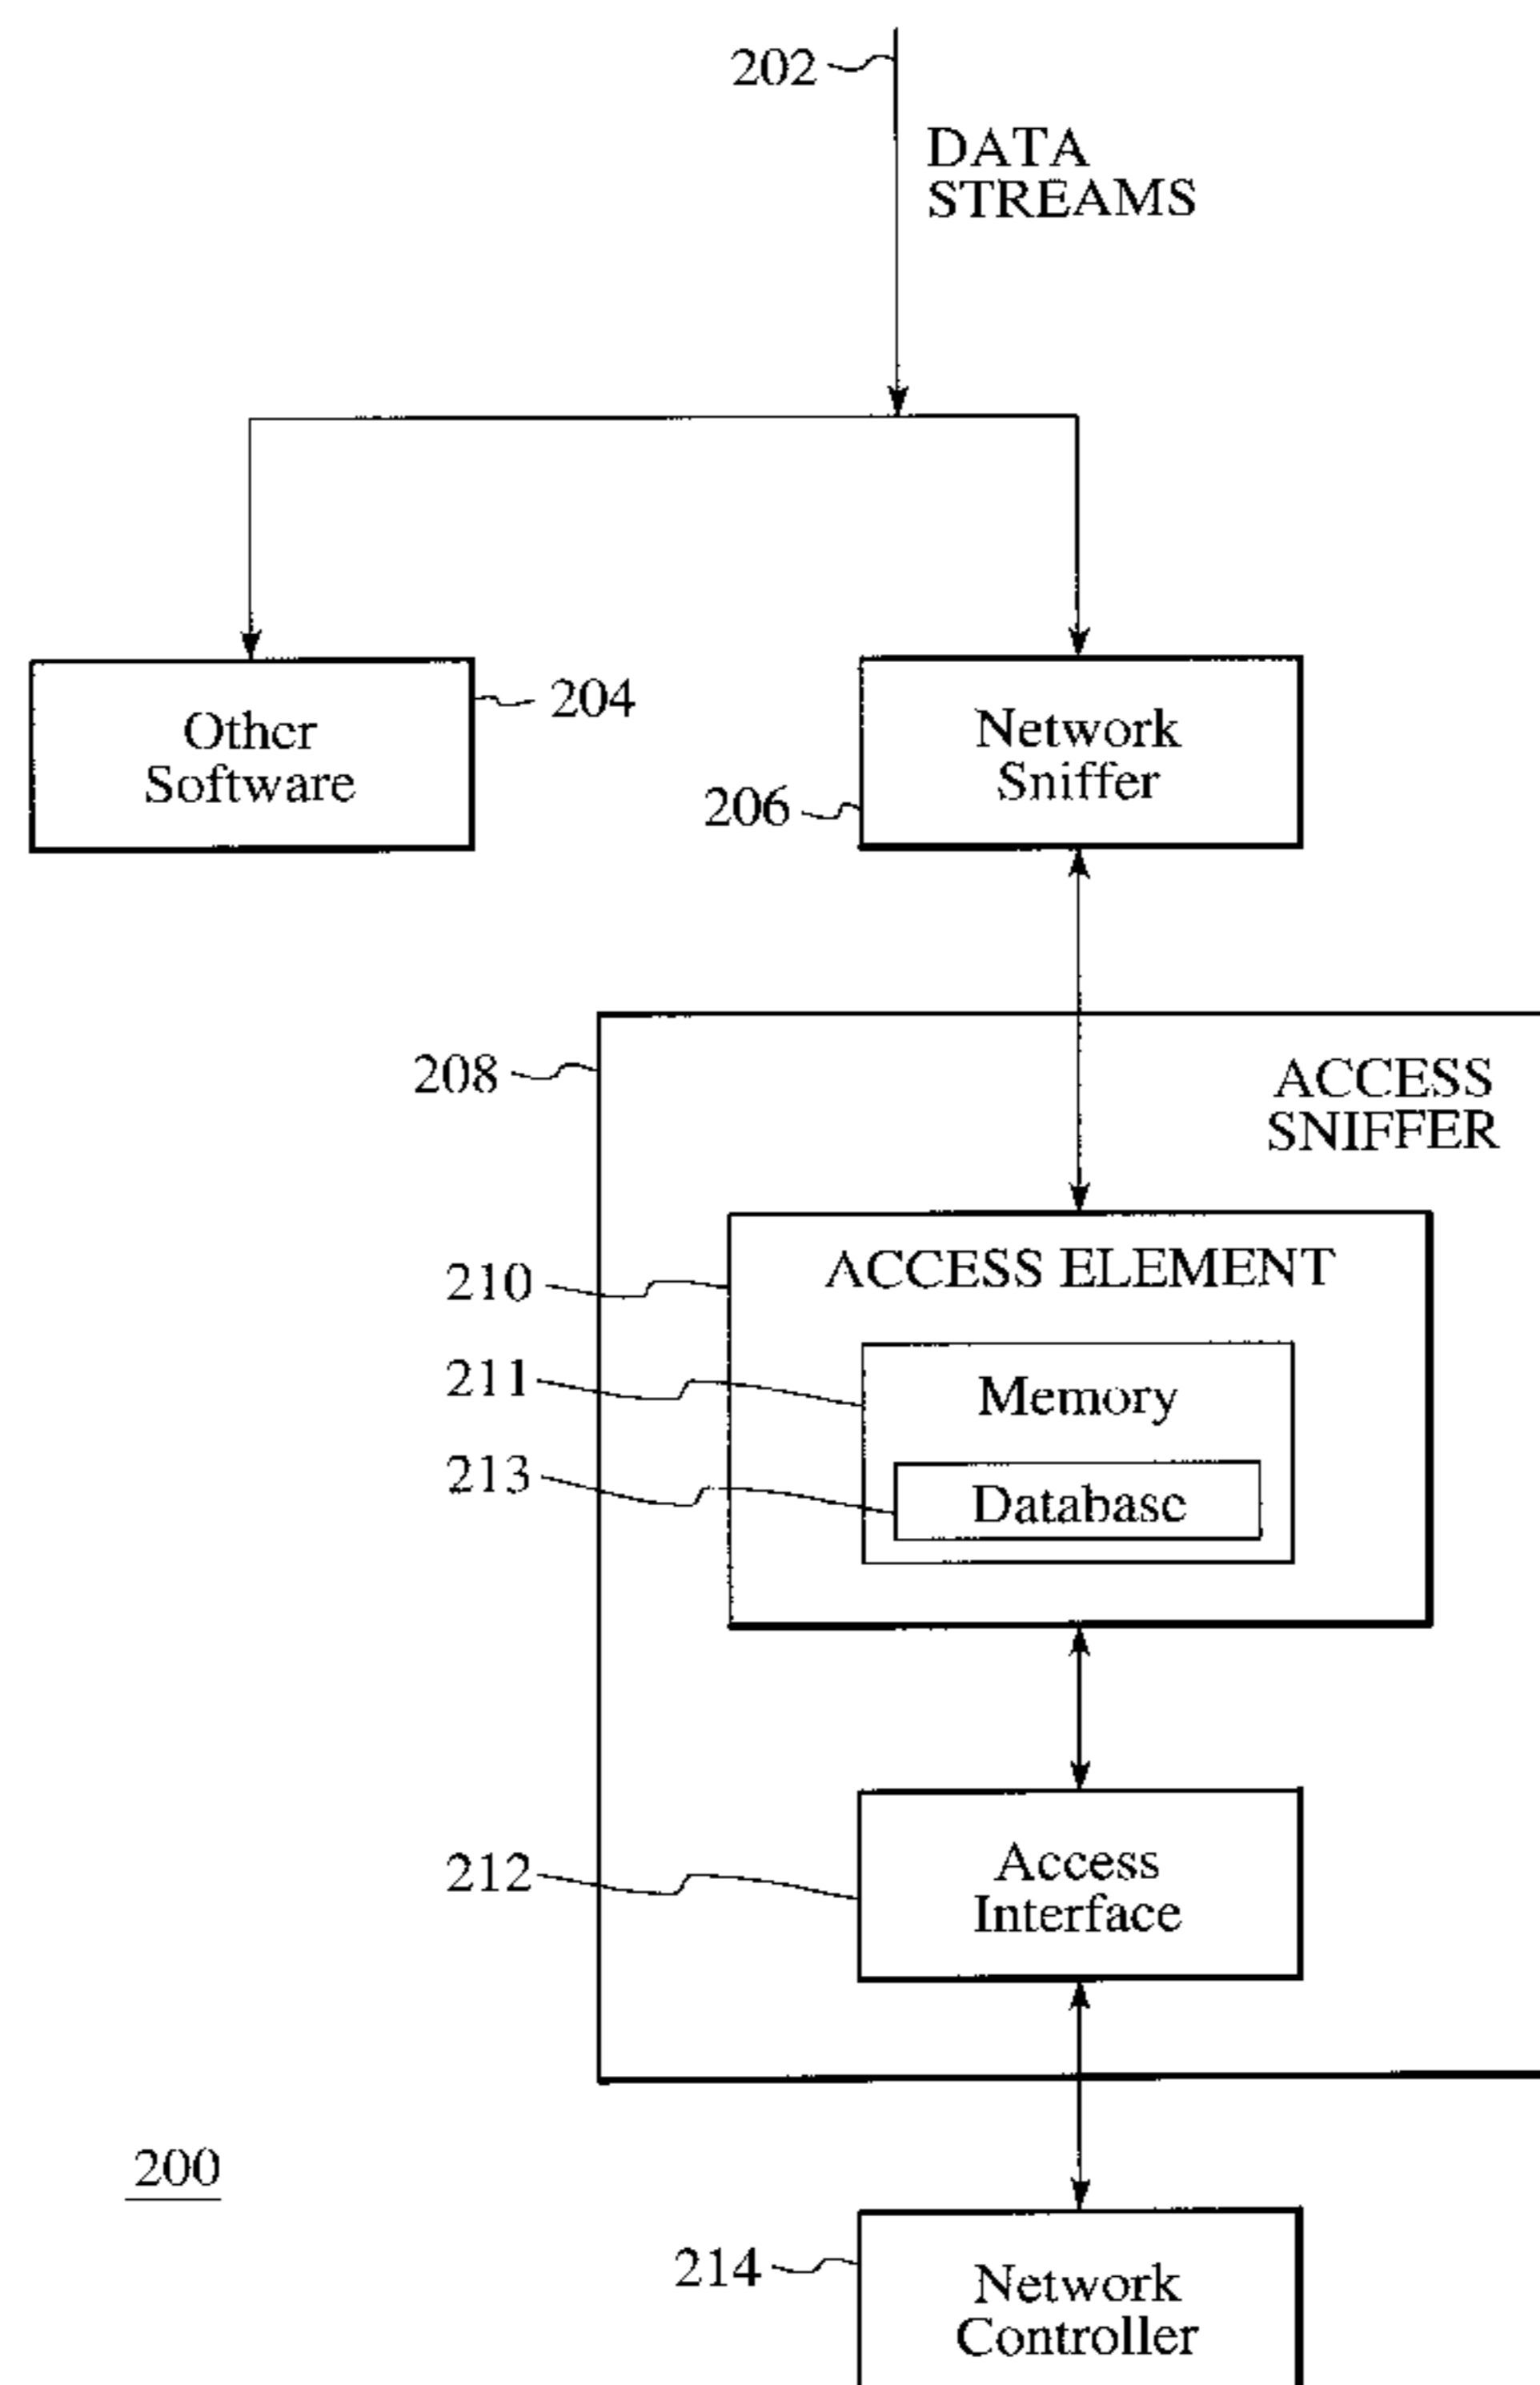 202
DATA
STREAMS
Other
Software
204
Network
Sniffer
206
208
ACCESS
SNIFFER
210
ACCESS ELEMENT
211
Memory
213
Database
212
Access
Interface
200
214
Network
Controller